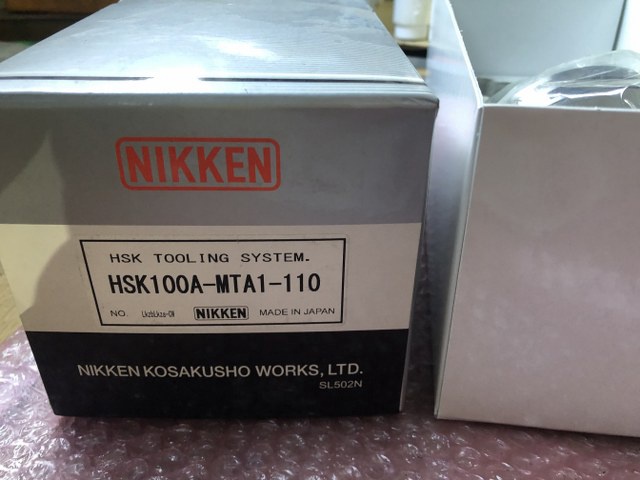 NIKKEN
HSK TOOLING SYSTEM.
HSK100A-MTA1-110
NO. NIKKEN MADE IN JAPAN
NIKKEN KOSAKUSHO WORKS, LTD.
SL502N